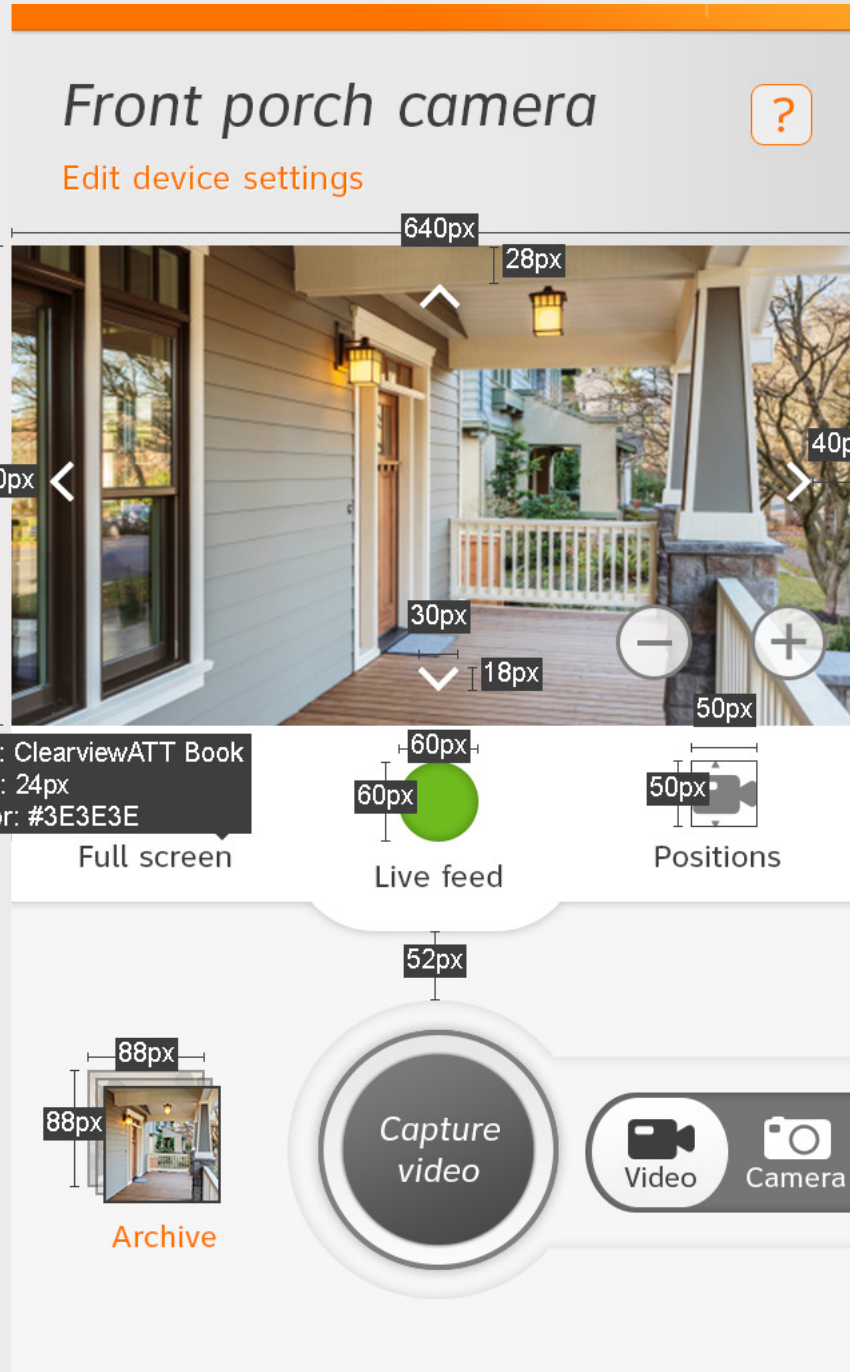 Front porch camera
?
Edit device settings
640px
28px
40p
0px
30px
18px
50px
: ClearviewATT Book
: 24px
or: #3E3E3E
60px
60px
50px
Full screen
Live feed
Positions
52px
88px
88px
Capture
video
Video
Camera
Archive